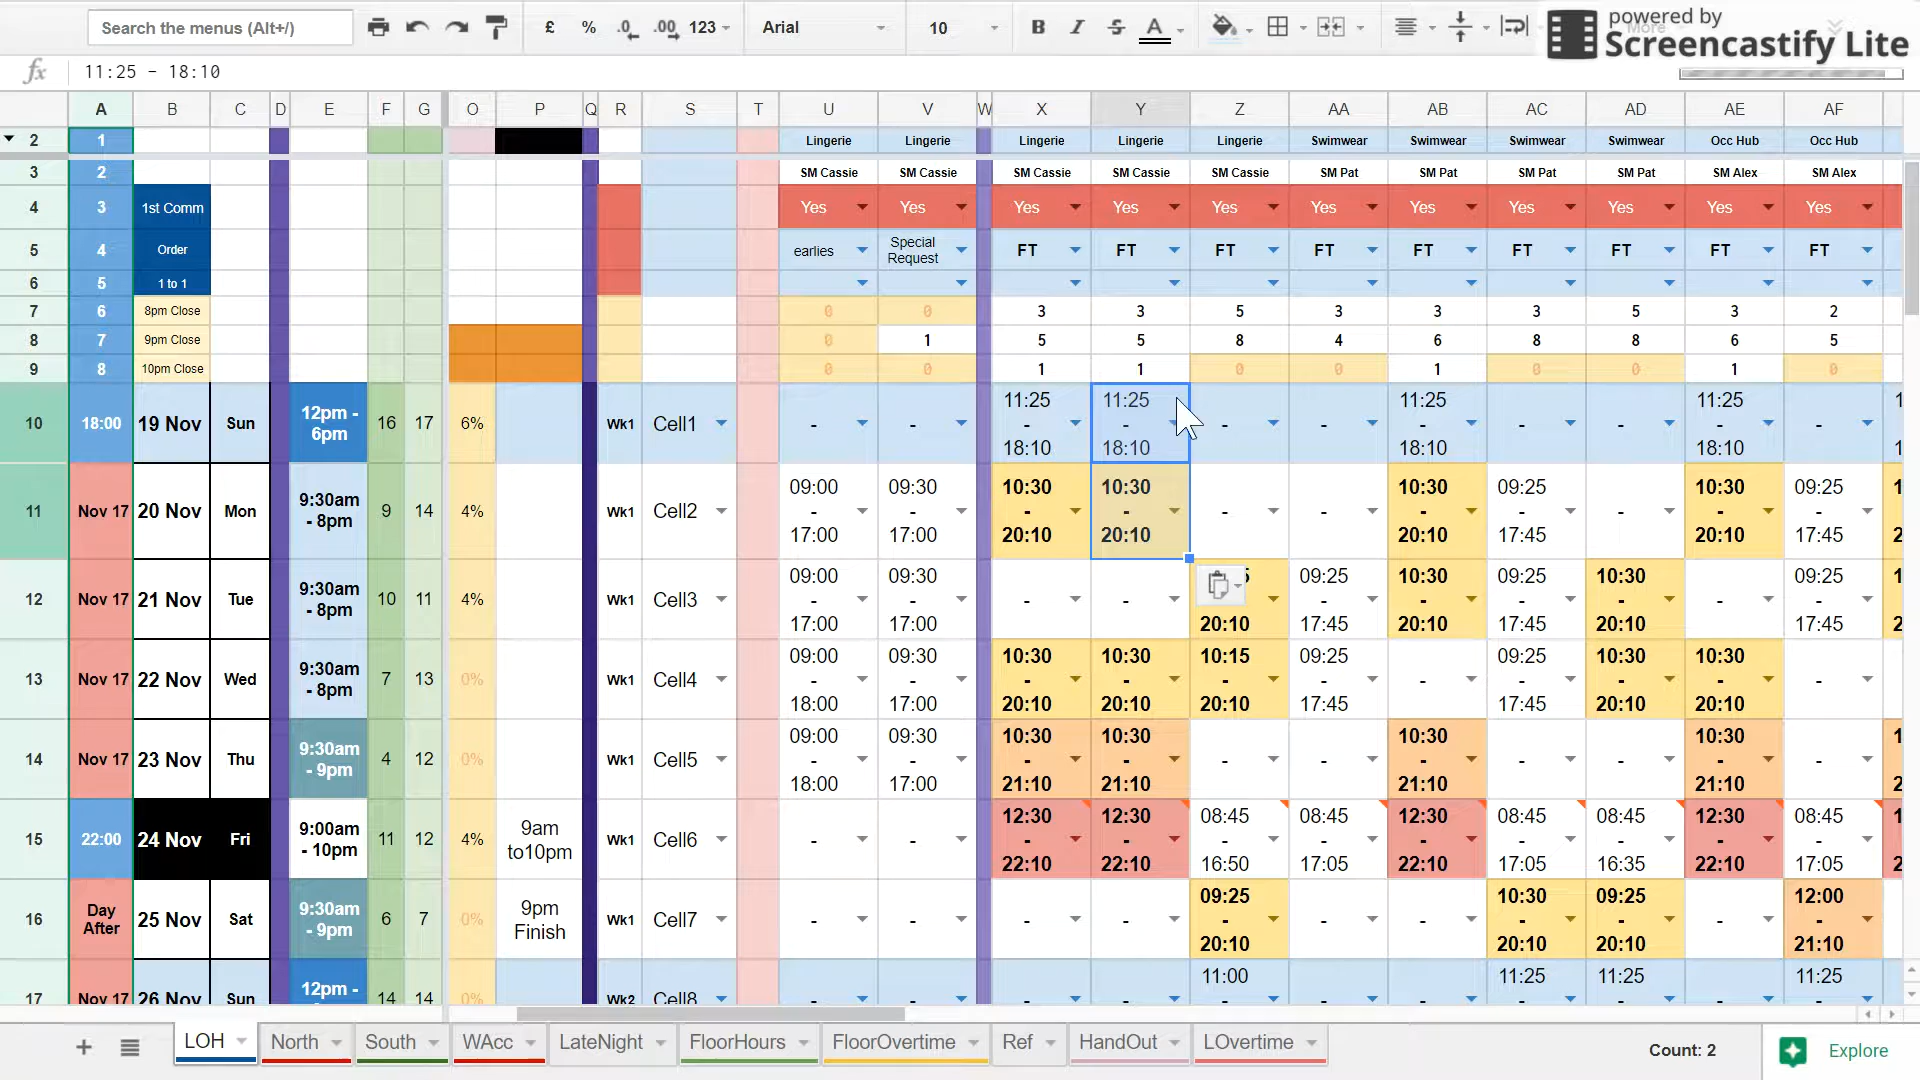 Search the menus (Alt+/) £ % .0 .00 123 Arial 10 B I S A More
powered by
Screencastify Lite
fx 11:25 - 18:10
A B C D E F G O P Q R S T U V W X Y Z AA AB AC AD AE AF
2 1 Lingerie Lingerie Lingerie Lingerie Lingerie Swimwear Swimwear Swimwear Swimwear Occ Hub Occ Hub
3 2 SM Cassie SM Cassie SM Cassie SM Cassie SM Cassie SM Pat SM Pat SM Pat SM Pat SM Alex SM Alex
4 3 1st Comm Yes Yes Yes Yes Yes Yes Yes Yes Yes Yes Yes
5 4 Order earlies Special Request FT FT FT FT FT FT FT FT FT
6 5 1 to 1
7 6 8pm Close 0 0 3 3 5 3 3 3 5 3 2
8 7 9pm Close 0 1 5 5 8 4 6 8 8 6 5
9 8 10pm Close 0 0 1 1 0 0 1 0 0 1 0
10 18:00 19 Nov Sun 12pm - 6pm 16 17 6% Wk1 Cell1 - - 11:25 - 18:10 11:25 - 18:10 - - 11:25 - 18:10 - - 11:25 - 18:10 -
11 Nov 17 20 Nov Mon 9:30am - 8pm 9 14 4% Wk1 Cell2 09:00 - 17:00 09:30 - 17:00 10:30 - 20:10 10:30 - 20:10 - - 10:30 - 20:10 09:25 - 17:45 - 10:30 - 20:10 09:25 - 17:45
12 Nov 17 21 Nov Tue 9:30am - 8pm 10 11 4% Wk1 Cell3 09:00 - 17:00 09:30 - 17:00 - - 20:10 09:25 - 17:45 10:30 - 20:10 09:25 - 17:45 10:30 - 20:10 - 09:25 - 17:45
13 Nov 17 22 Nov Wed 9:30am - 8pm 7 13 0% Wk1 Cell4 09:00 - 18:00 09:30 - 17:00 10:30 - 20:10 10:30 - 20:10 10:15 - 20:10 09:25 - 17:45 - 09:25 - 17:45 10:30 - 20:10 10:30 - 20:10 -
14 Nov 17 23 Nov Thu 9:30am - 9pm 4 12 0% Wk1 Cell5 09:00 - 18:00 09:30 - 17:00 10:30 - 21:10 10:30 - 21:10 - - 10:30 - 21:10 - - 10:30 - 21:10 -
15 22:00 24 Nov Fri 9:00am - 10pm 11 12 4% 9am to10pm Wk1 Cell6 - - 12:30 - 22:10 12:30 - 22:10 08:45 - 16:50 08:45 - 17:05 12:30 - 22:10 08:45 - 17:05 08:45 - 16:35 12:30 - 22:10 08:45 - 17:05
16 Day After 25 Nov Sat 9:30am - 9pm 6 7 0% 9pm Finish Wk1 Cell7 - - - - 09:25 - 20:10 - - 10:30 - 20:10 09:25 - 20:10 - 12:00 - 21:10
17 Nov 17 26 Nov Sun 12pm - 14 14 0% Wk2 Cell8 - - - - 11:00 - - - 11:25 - 11:25 - - 11:25 -
LOH North South WAcc LateNight FloorHours FloorOvertime Ref HandOut LOvertime Count: 2 Explore